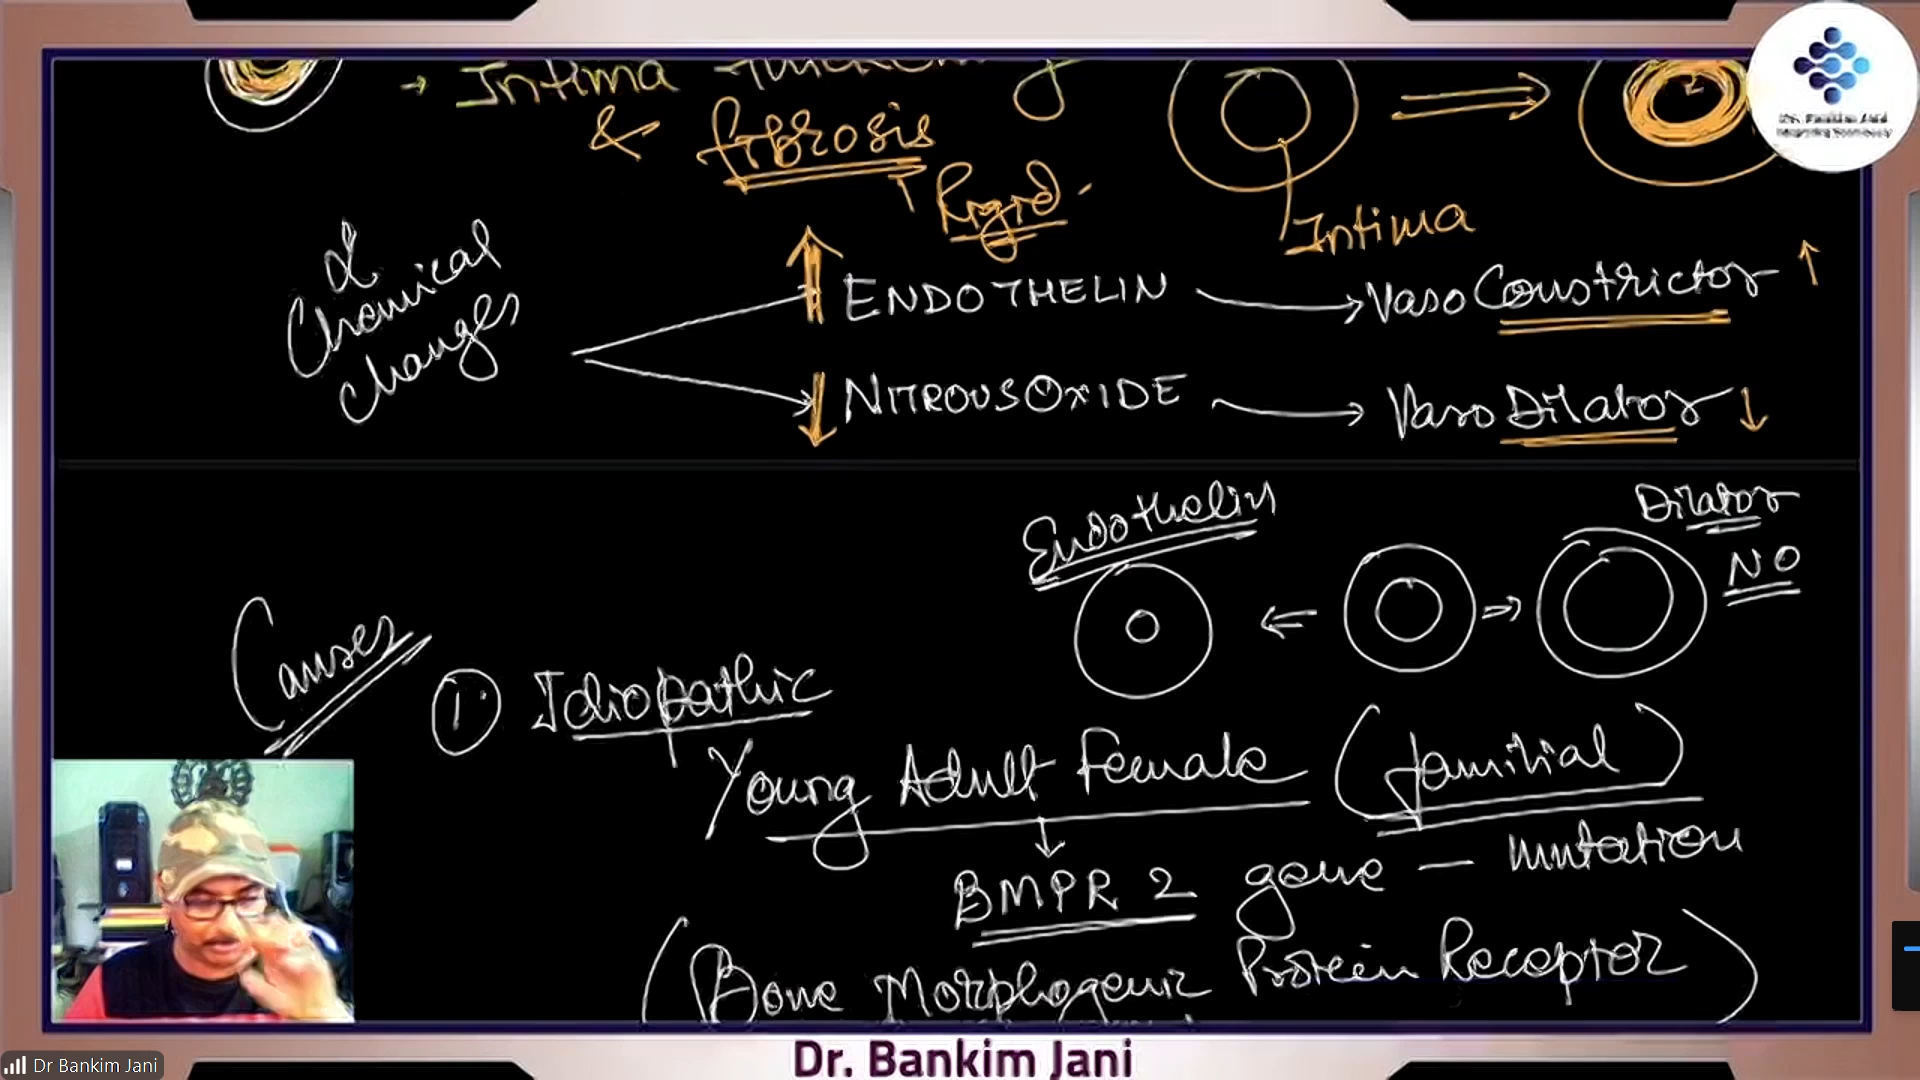 → Intima
& fibrosis
↑ Rigid
Intima
& Chemical changes
↑ ENDOTHELIN → Vaso Constrictor ↑
↓ NITROUS OXIDE → Vaso Dilator ↓
Endothelin
Dilator
NO
Causes
① Idiopathic
Young Adult Female (familial)
↓
BMPR 2 gene — mutation
(Bone Morphogenic Protein Receptor)
Dr Bankim Jani
Dr. Bankim Jani